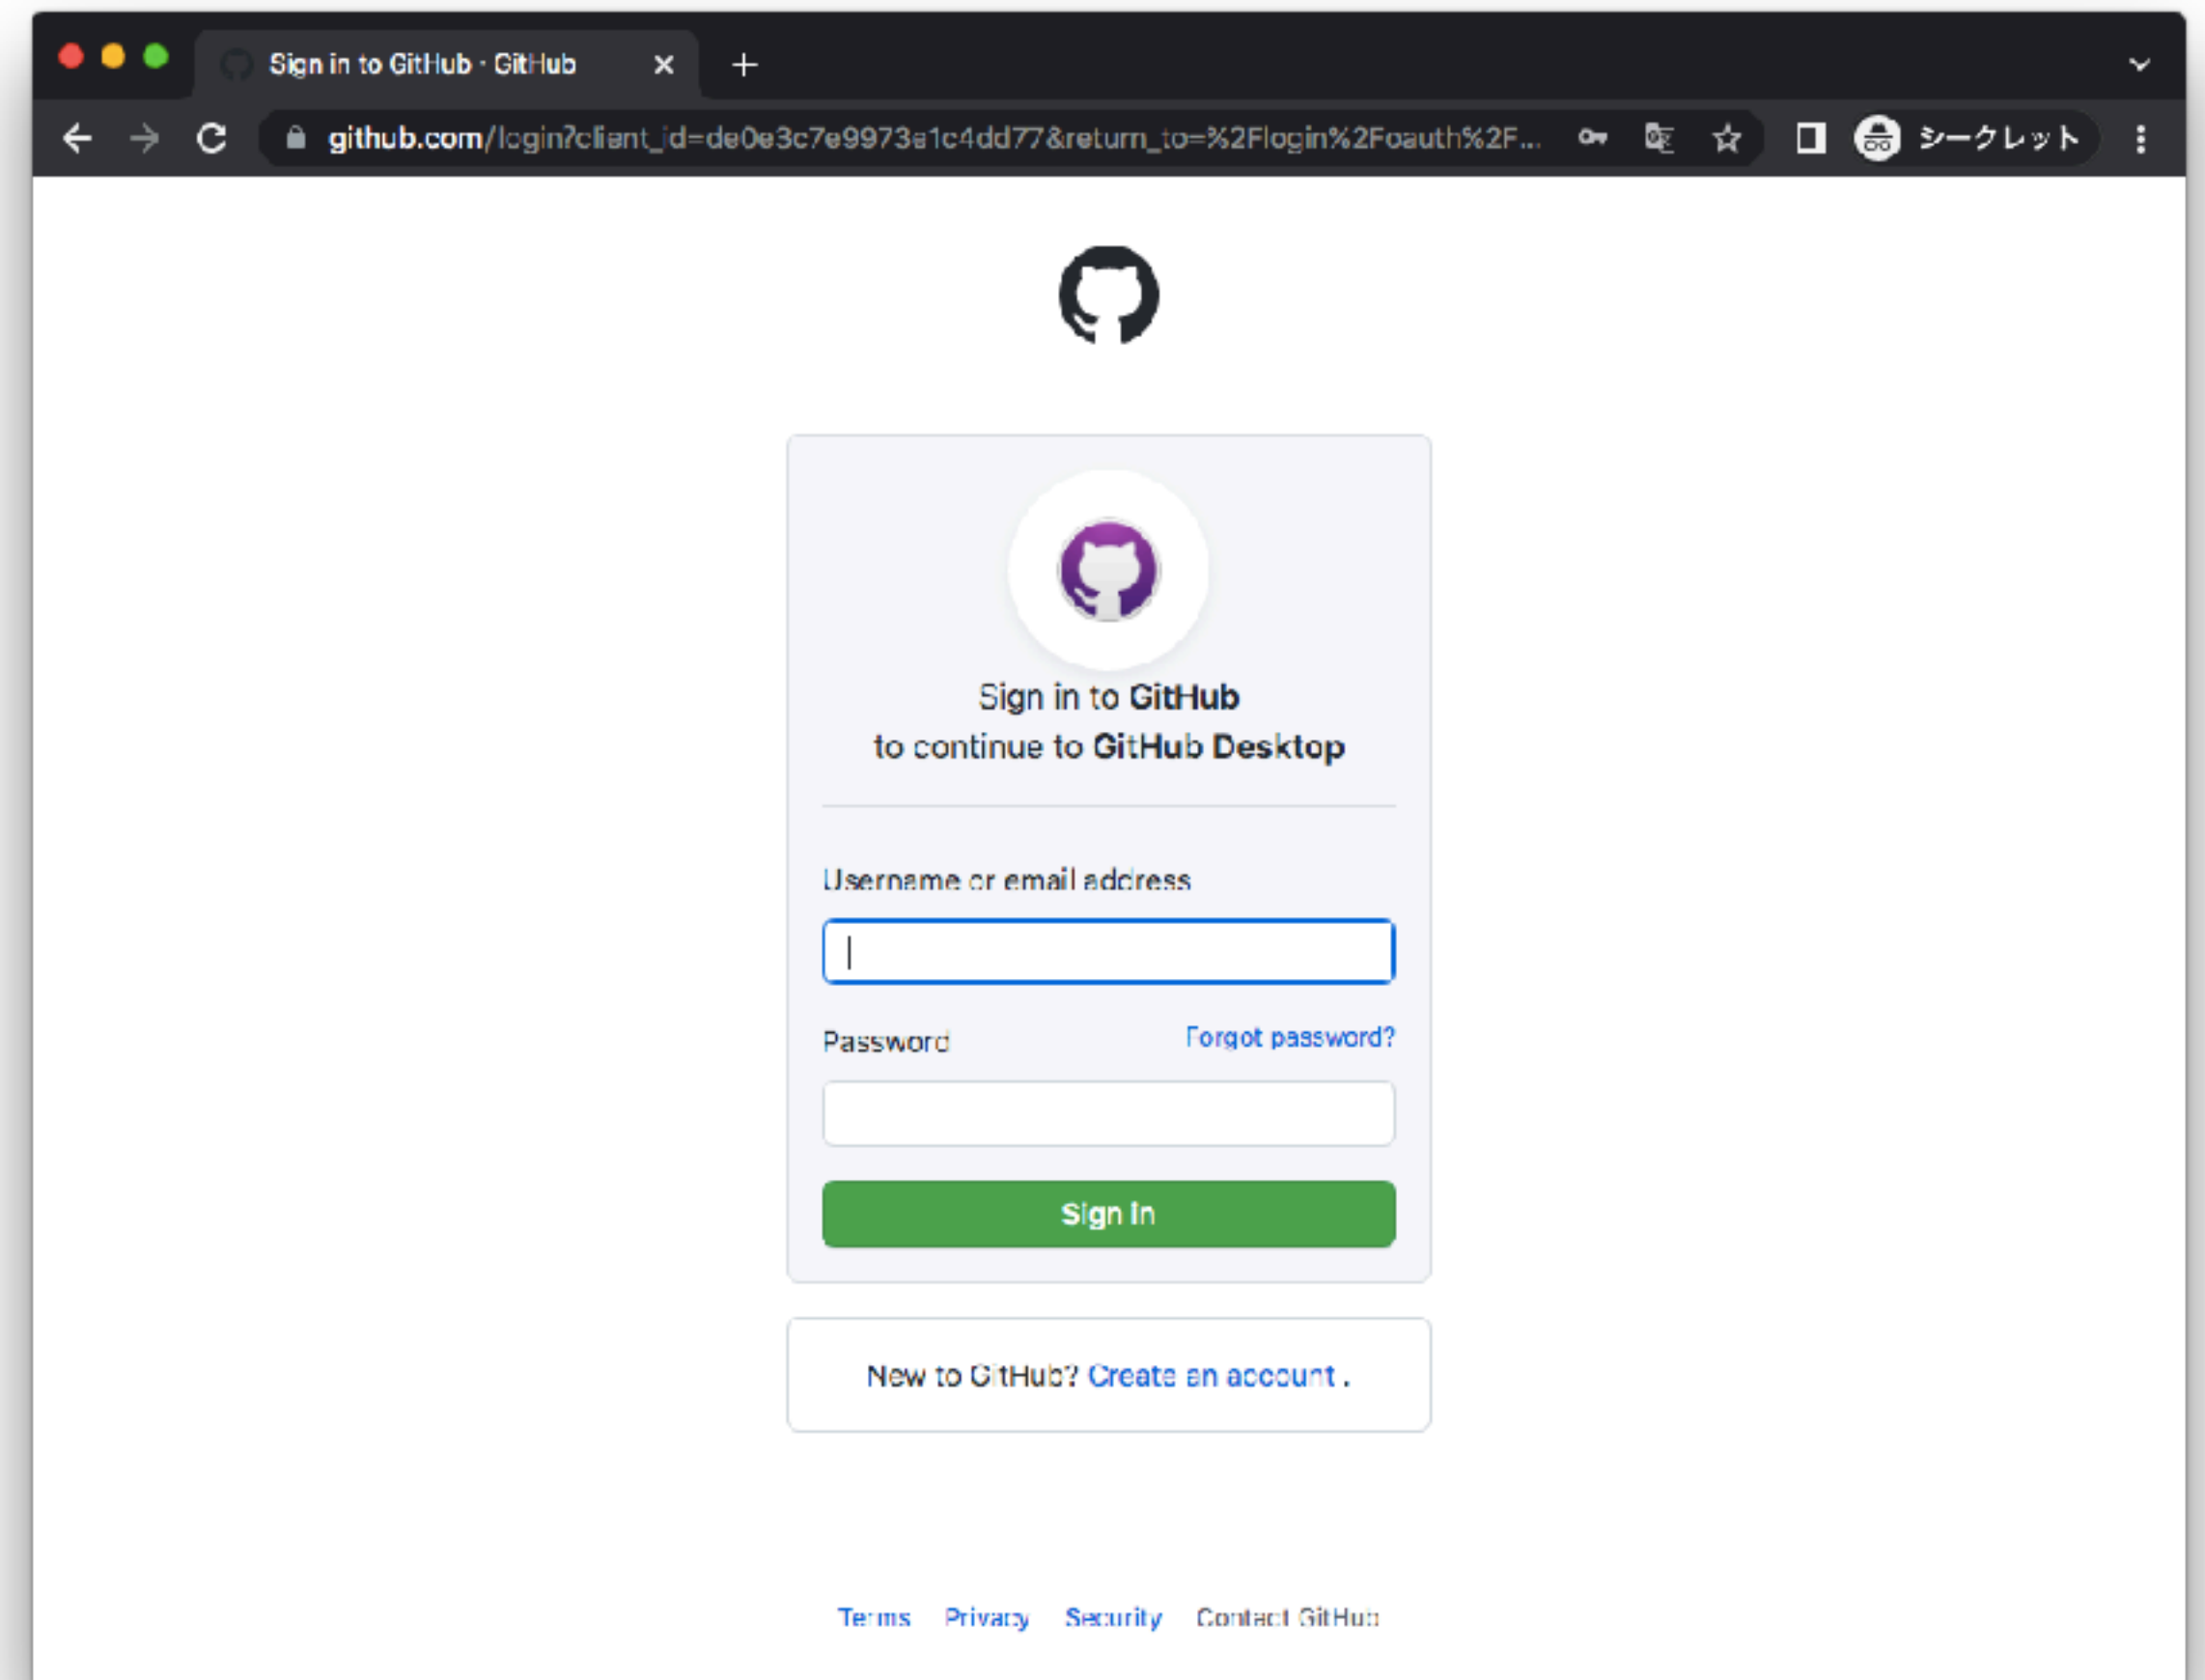 Sign in to GitHub · GitHub
github.com/login?client_id=de0e3c7e9973a1c4dd77&return_to=%2Flogin%2Foauth%2F...
シークレット
Sign in to GitHub
to continue to GitHub Desktop
Username or email address
Password
Forgot password?
Sign in
New to GitHub? Create an account .
Terms Privacy Security Contact GitHub